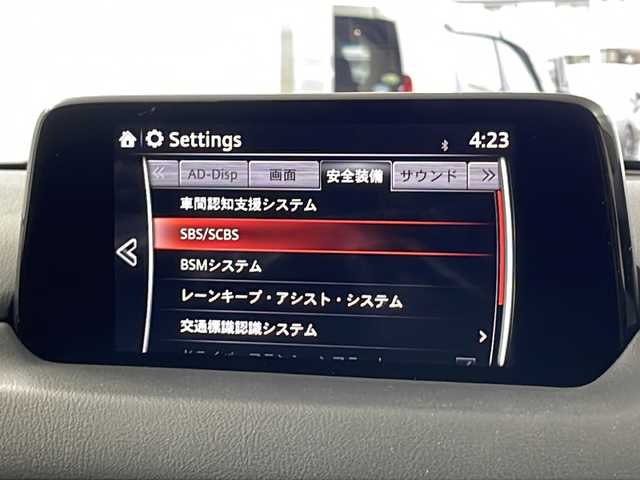 Settings 4:23
AD-Disp 画面 安全装備 サウンド
車間認知支援システム
SBS/SCBS
BSMシステム
レーンキープ・アシスト・システム
交通標識認識システム